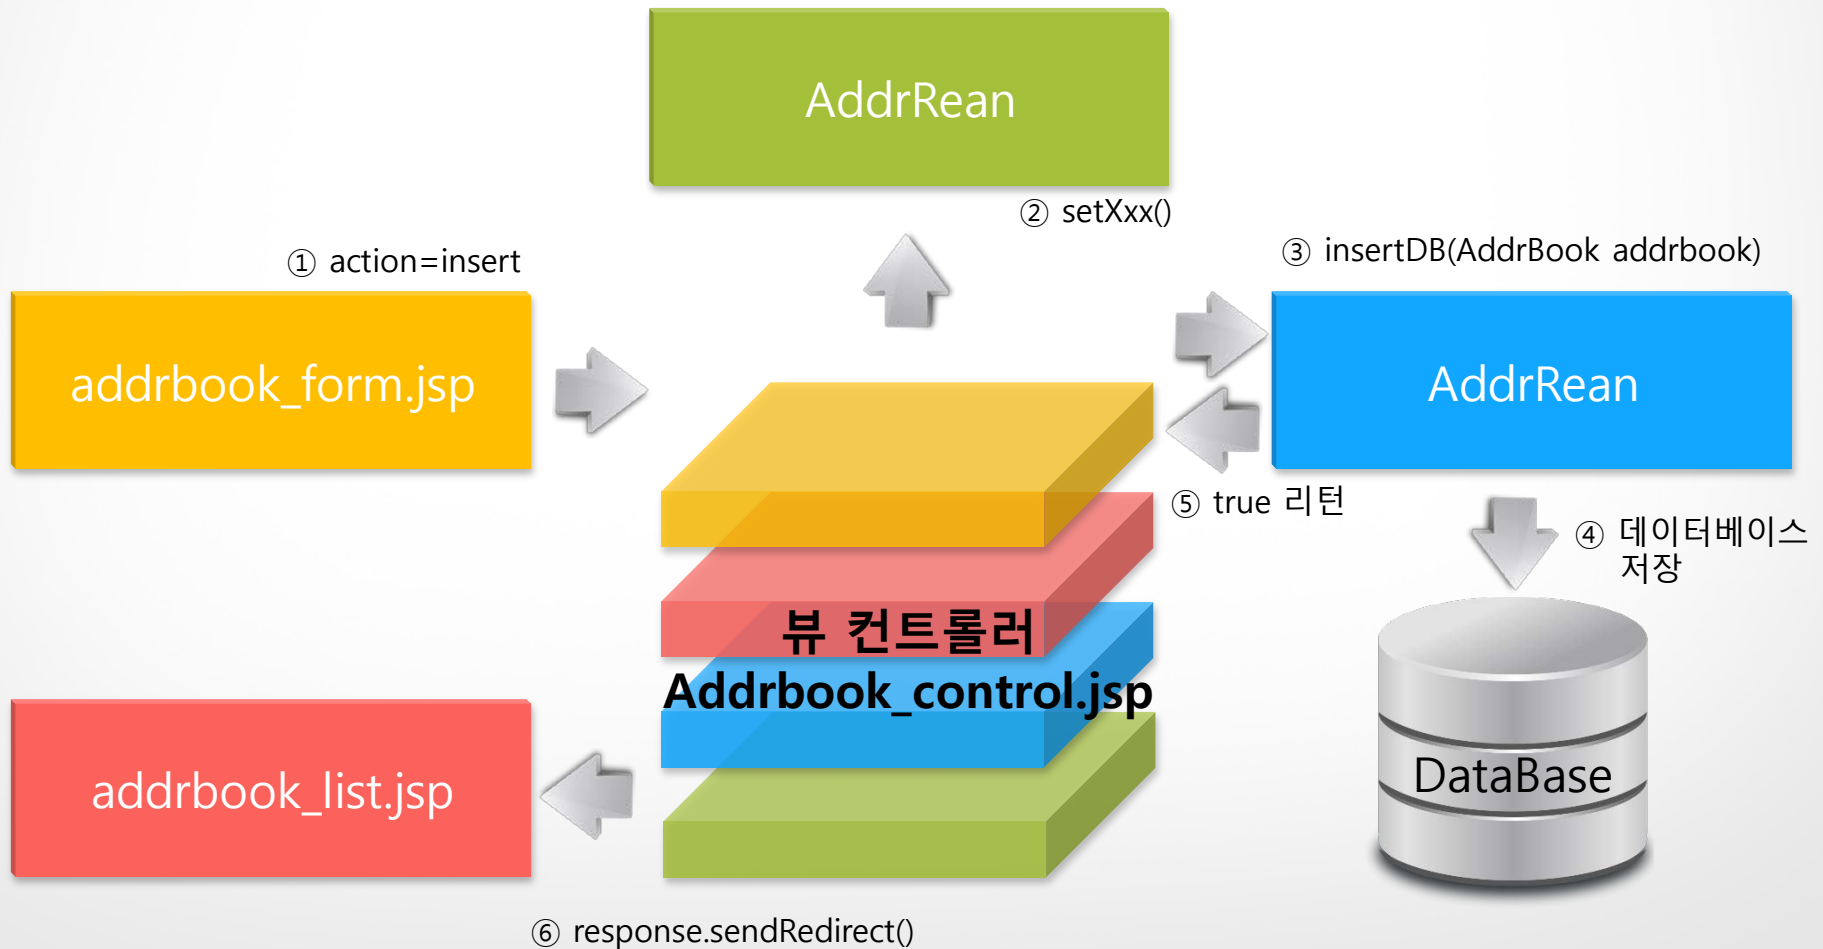 AddrRean
② setXxx()
① action=insert
③ insertDB(AddrBook addrbook)
addrbook_form.jsp
AddrRean
⑤ true 리턴
④ 데이터베이스
저장
뷰 컨트롤러
Addrbook_control.jsp
addrbook_list.jsp
DataBase
⑥ response.sendRedirect()